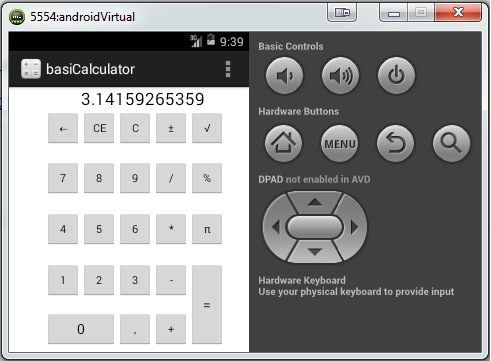 5554:androidVirtual
3G 9:39
basiCalculator
3.14159265359
← CE C ± √
7 8 9 / %
4 5 6 * π
1 2 3 -
=
0 , +
Basic Controls
Hardware Buttons
MENU
DPAD not enabled in AVD
Hardware Keyboard
Use your physical keyboard to provide input